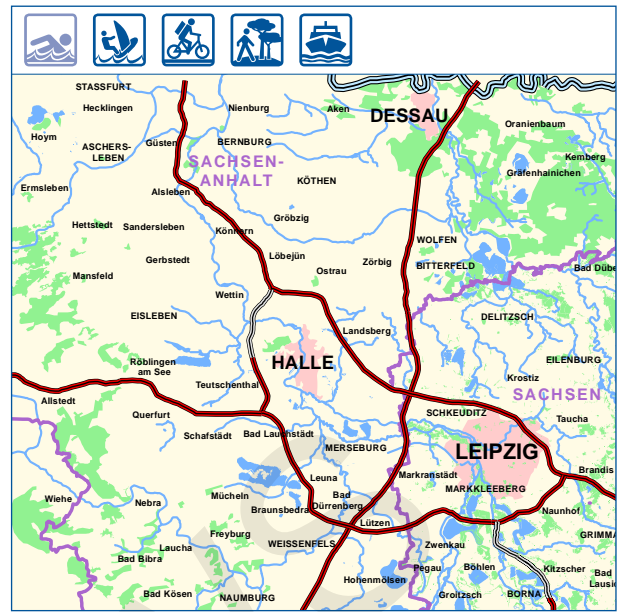 STASSFURT
Hecklingen
Nienburg
Aken
DESSAU
Oranienbaum
Hoym
ASCHERS-
LEBEN
Güsten
BERNBURG
Kemberg
SACHSEN-
ANHALT
Gräfenhainichen
Ermsleben
Alsleben
KÖTHEN
Hettstedt
Sandersleben
Könnern
Gröbzig
WOLFEN
Gerbstedt
Löbejün
Zörbig
BITTERFELD
Bad Dübe
Mansfeld
Ostrau
Wettin
EISLEBEN
Landsberg
DELITZSCH
Röblingen
am See
HALLE
EILENBURG
Teutschenthal
Krostiz
SACHSEN
Allstedt
Querfurt
SCHKEUDITZ
Taucha
Schafstädt
Bad Lauchstädt
MERSEBURG
LEIPZIG
Markranstädt
Brandis
Leuna
MARKKLEEBERG
Wiehe
Nebra
Mücheln
Bad
Dürrenberg
Braunsbedra
Lützen
Naunhof
Freyburg
WEISSENFELS
Zwenkau
GRIMMA
Laucha
Bad Bibra
Pegau
Böhlen
Kitzscher
Bad
Lausi
Hohenmölsen
Bad Kösen
NAUMBURG
Groitzsch
BORNA